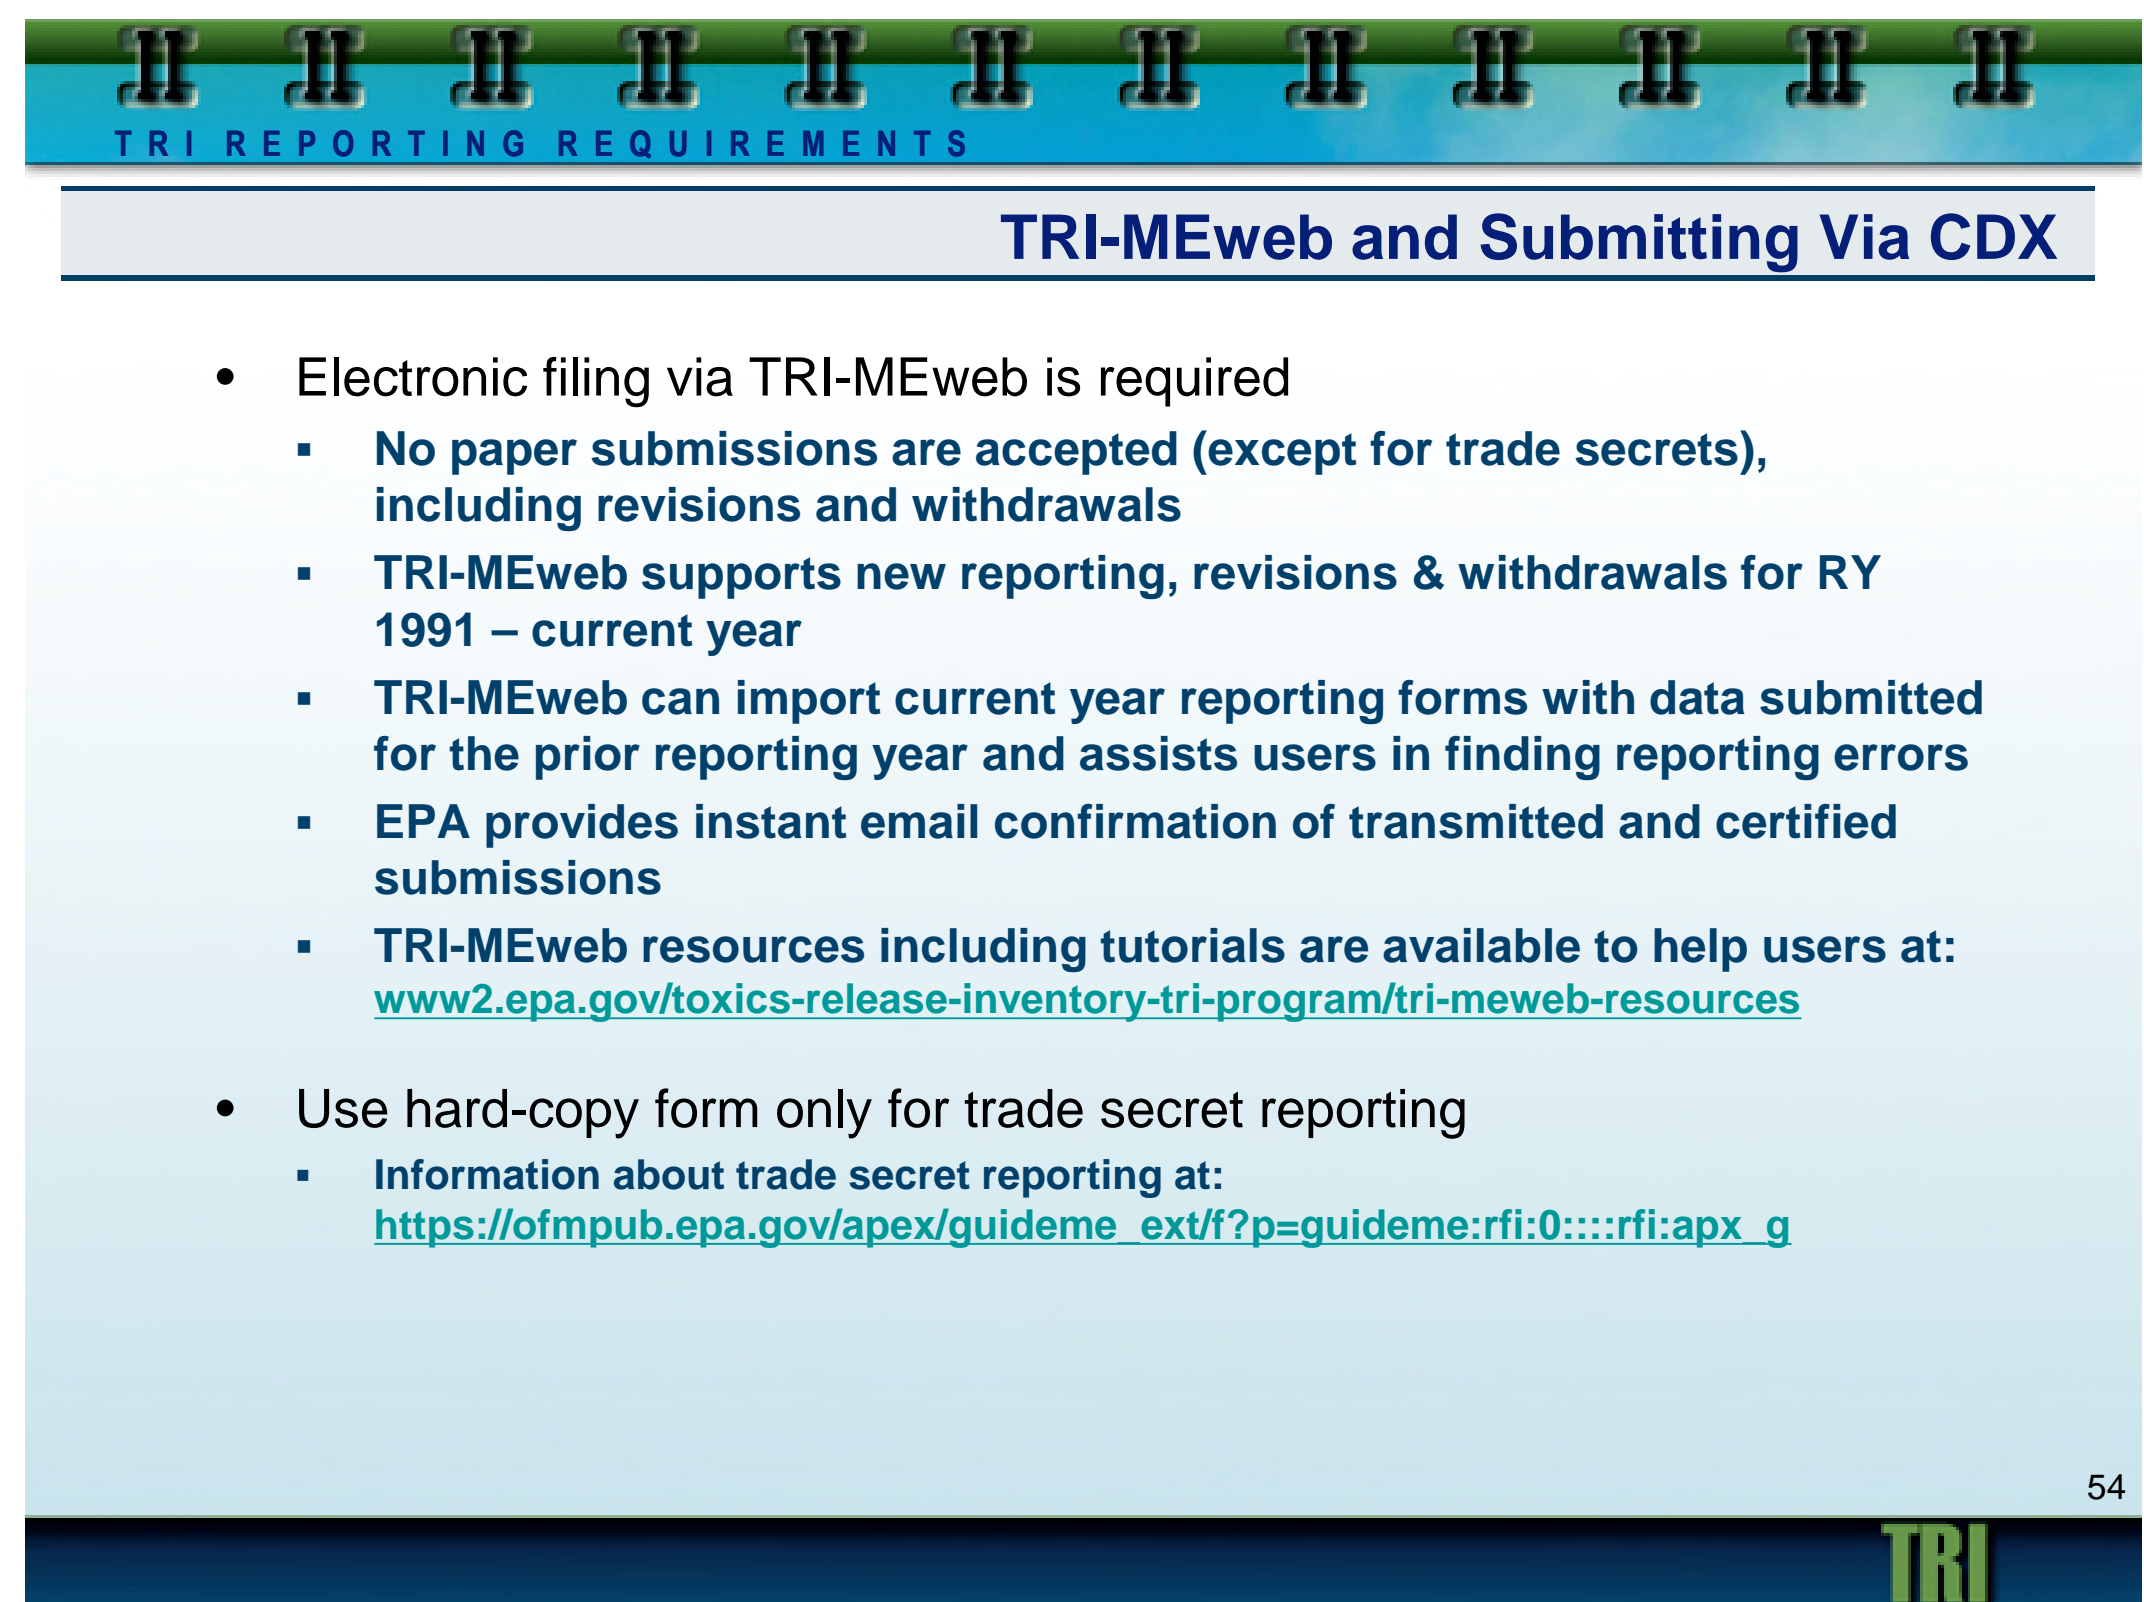 TRI REPORTING REQUIREMENTS
TRI-MEweb and Submitting Via CDX
• Electronic filing via TRI-MEweb is required
▪ No paper submissions are accepted (except for trade secrets),
including revisions and withdrawals
▪ TRI-MEweb supports new reporting, revisions & withdrawals for RY
1991 – current year
▪ TRI-MEweb can import current year reporting forms with data submitted
for the prior reporting year and assists users in finding reporting errors
▪ EPA provides instant email confirmation of transmitted and certified
submissions
▪ TRI-MEweb resources including tutorials are available to help users at:
www2.epa.gov/toxics-release-inventory-tri-program/tri-meweb-resources
• Use hard-copy form only for trade secret reporting
▪ Information about trade secret reporting at:
https://ofmpub.epa.gov/apex/guideme_ext/f?p=guideme:rfi:0::::rfi:apx_g
54
TRI